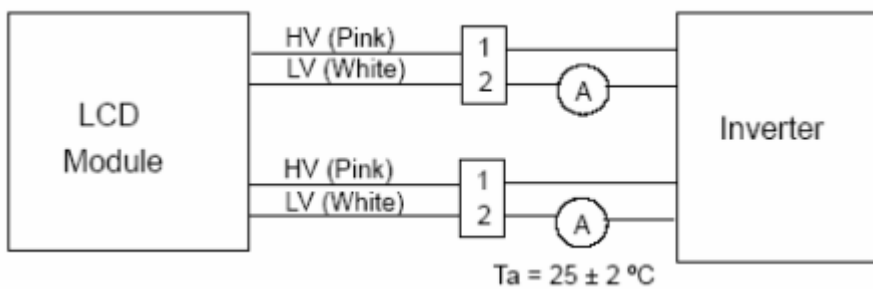 HV (Pink)
1
LV (White)
2
A
LCD
Module
Inverter
HV (Pink)
1
LV (White)
2
A
Ta = 25 ± 2 ºC